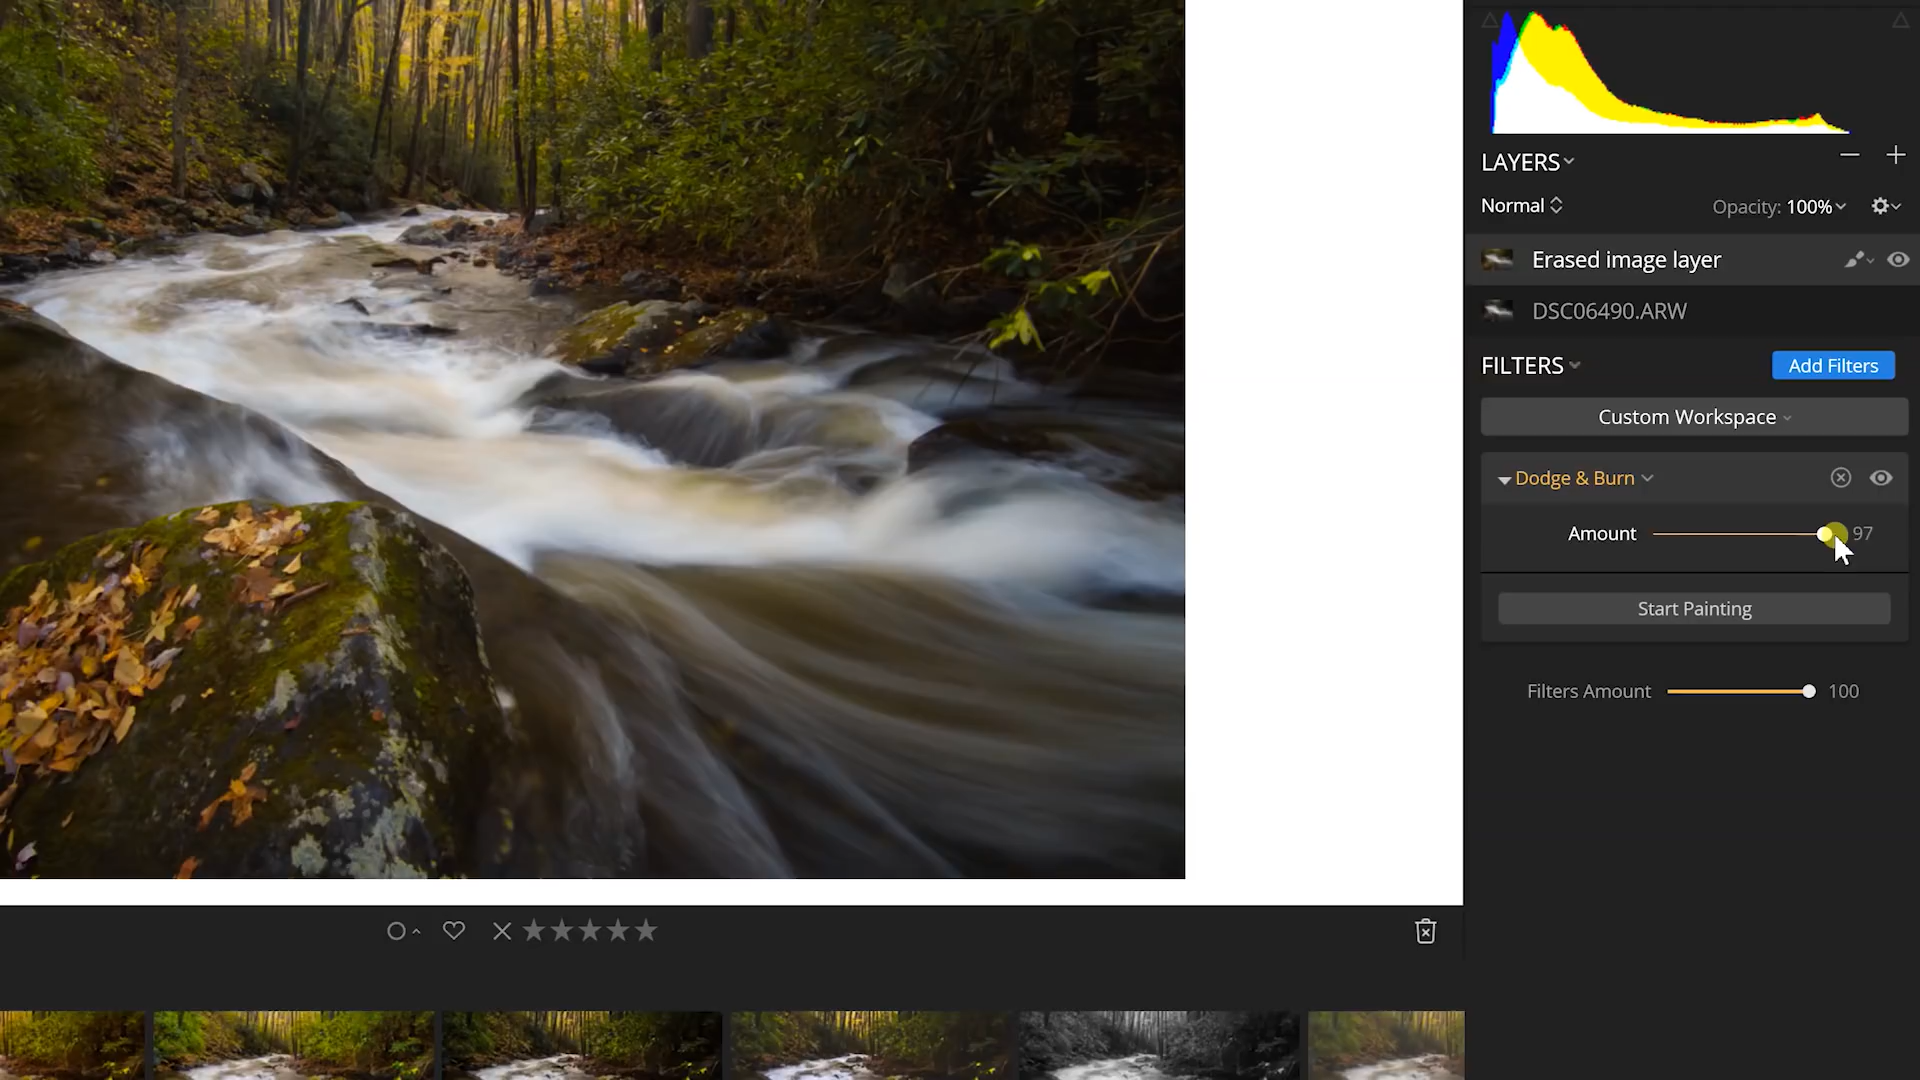 LAYERS
Normal Opacity: 100%
Erased image layer
DSC06490.ARW
FILTERS Add Filters
Custom Workspace
Dodge & Burn
Amount 97
Start Painting
Filters Amount 100